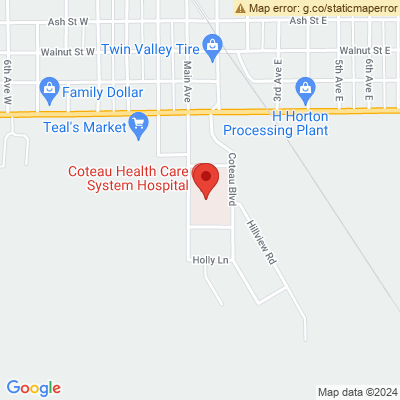 Map error: g.co/staticmaperror
Ash St W
Ash St E
Walnut St W
Twin Valley Tire
Walnut St E
6th Ave W
Main Ave
3rd Ave E
5th Ave E
6th Ave E
Family Dollar
Teal's Market
H Horton
Processing Plant
Coteau Health Care
System Hospital
Coteau Blvd
Hillview Rd
Holly Ln
Google
Map data ©2024